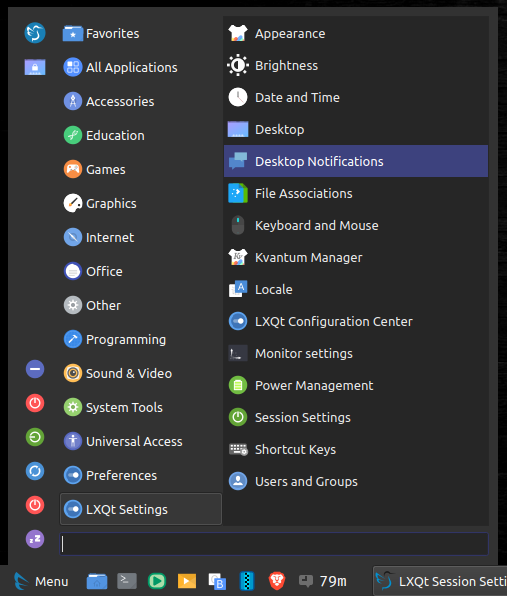 Favorites
All Applications
Accessories
Education
Games
Graphics
Internet
Office
Other
Programming
Sound & Video
System Tools
Universal Access
Preferences
LXQt Settings
Appearance
Brightness
Date and Time
Desktop
Desktop Notifications
File Associations
Keyboard and Mouse
Kvantum Manager
Locale
LXQt Configuration Center
Monitor settings
Power Management
Session Settings
Shortcut Keys
Users and Groups
Menu 79m LXQt Session Setti